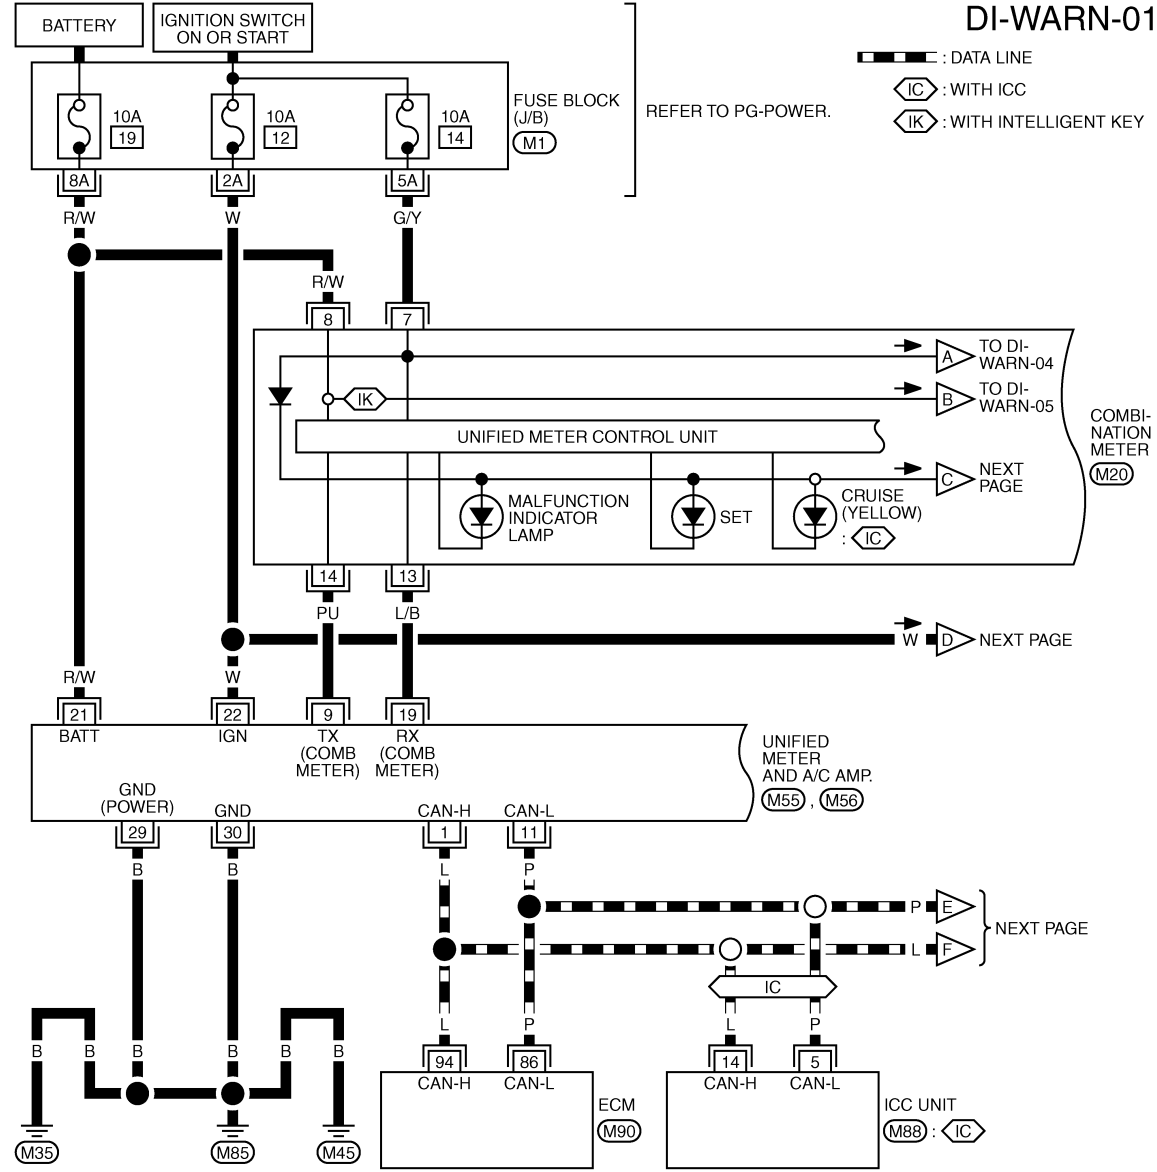 DI-WARN-01
BATTERY
IGNITION SWITCH
ON OR START
: DATA LINE
IC : WITH ICC
IK : WITH INTELLIGENT KEY
10A
19
10A
12
10A
14
FUSE BLOCK
(J/B)
M1
REFER TO PG-POWER.
8A
2A
5A
R/W
W
G/Y
R/W
8
7
A
TO DI-
WARN-04
IK
B
TO DI-
WARN-05
UNIFIED METER CONTROL UNIT
COMBI-
NATION
METER
M20
C
NEXT
PAGE
MALFUNCTION
INDICATOR
LAMP
SET
CRUISE
(YELLOW)
: IC
14
13
PU
L/B
W
D
NEXT PAGE
R/W
W
21
22
9
19
BATT
IGN
TX
(COMB
METER)
RX
(COMB
METER)
UNIFIED
METER
AND A/C AMP.
M55 , M56
GND
(POWER)
GND
CAN-H
CAN-L
29
30
1
11
B
B
L
P
P
E
L
F
NEXT PAGE
IC
B
B
B
B
B
B
L
P
L
P
94
86
14
5
CAN-H
CAN-L
CAN-H
CAN-L
ECM
M90
ICC UNIT
M88 : IC
M35
M85
M45